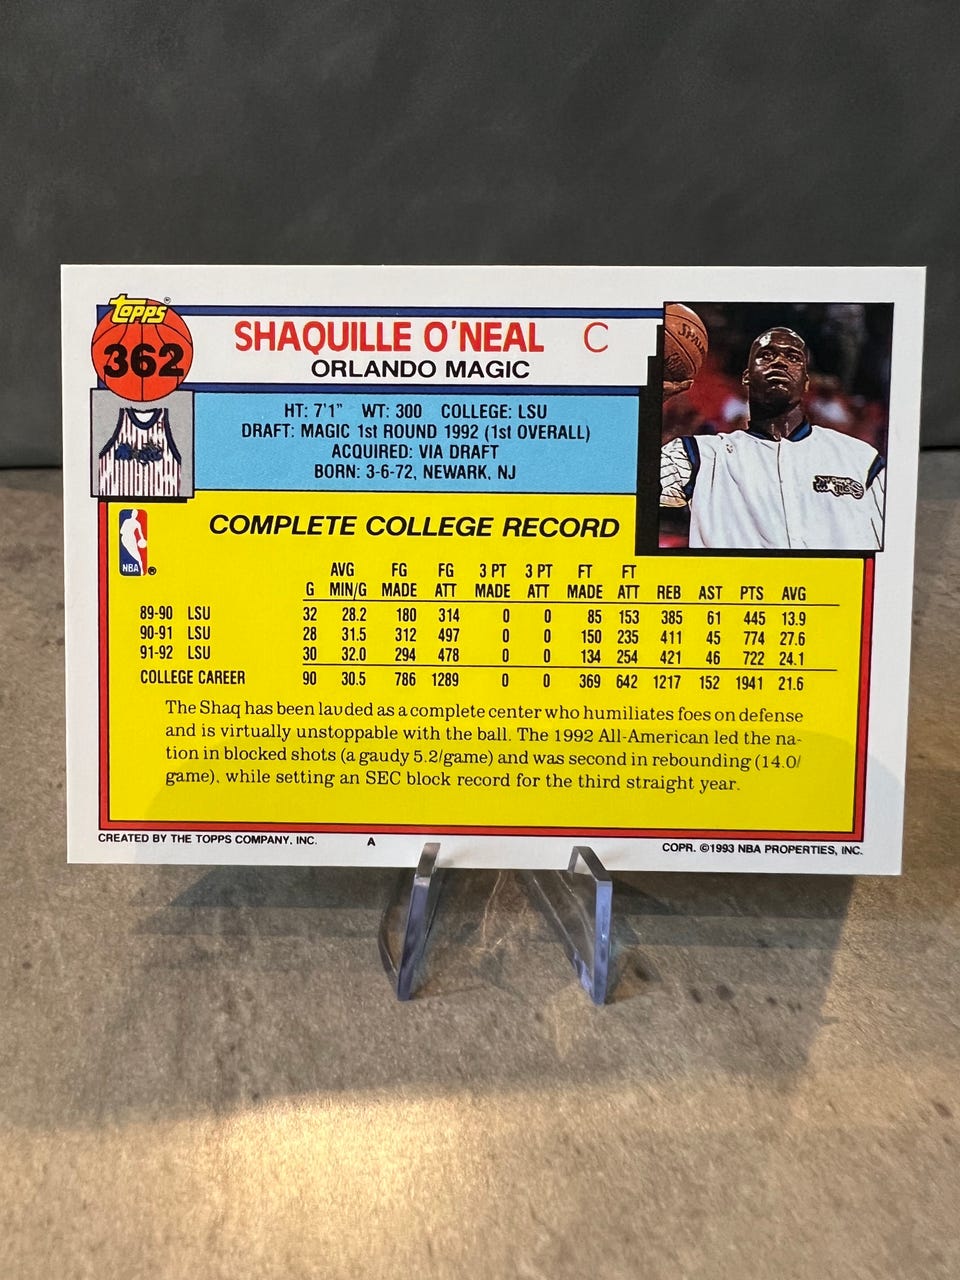 Topps
362
SHAQUILLE O'NEAL C
ORLANDO MAGIC
HT: 7'1" WT: 300 COLLEGE: LSU
DRAFT: MAGIC 1st ROUND 1992 (1st OVERALL)
ACQUIRED: VIA DRAFT
BORN: 3-6-72, NEWARK, NJ
SPALD
NBA ®
COMPLETE COLLEGE RECORD
AVG FG FG 3 PT 3 PT FT FT
G MIN/G MADE ATT MADE ATT MADE ATT REB AST PTS AVG
89-90 LSU 32 28.2 180 314 0 0 85 153 385 61 445 13.9
90-91 LSU 28 31.5 312 497 0 0 150 235 411 45 774 27.6
91-92 LSU 30 32.0 294 478 0 0 134 254 421 46 722 24.1
COLLEGE CAREER 90 30.5 786 1289 0 0 369 642 1217 152 1941 21.6
The Shaq has been lauded as a complete center who humiliates foes on defense
and is virtually unstoppable with the ball. The 1992 All-American led the na-
tion in blocked shots (a gaudy 5.2/game) and was second in rebounding (14.0/
game), while setting an SEC block record for the third straight year.
CREATED BY THE TOPPS COMPANY, INC. A COPR. ©1993 NBA PROPERTIES, INC.